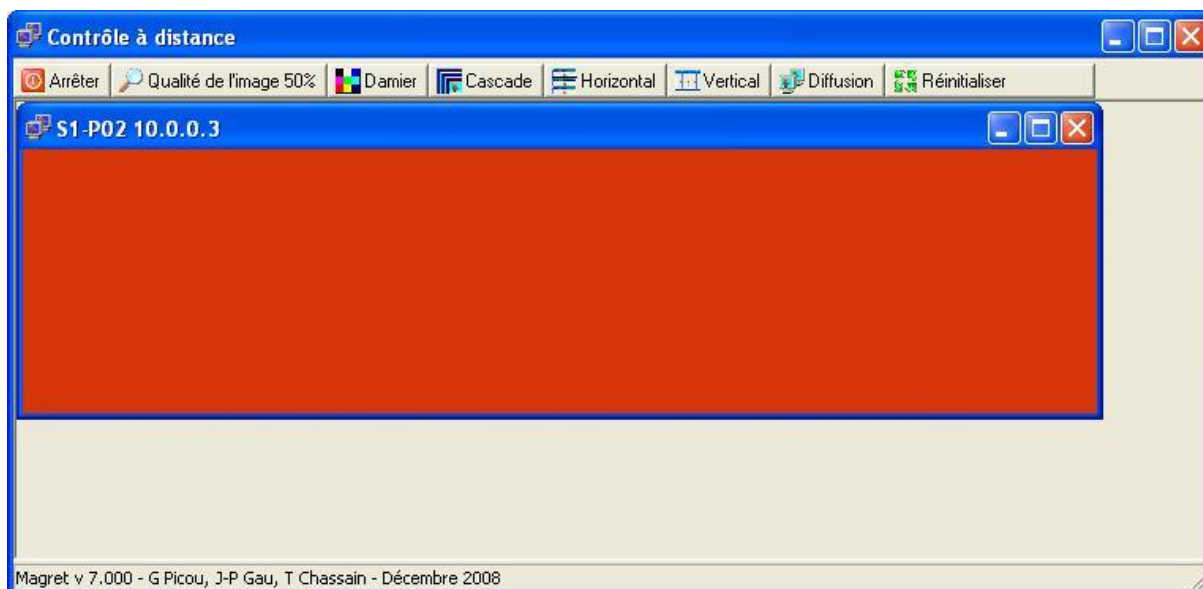 Contrôle à distance
Arrêter Qualité de l'image 50% Damier Cascade Horizontal Vertical Diffusion Réinitialiser
S1-P02 10.0.0.3
Magret v 7.000 - G Picou, J-P Gau, T Chassain - Décembre 2008